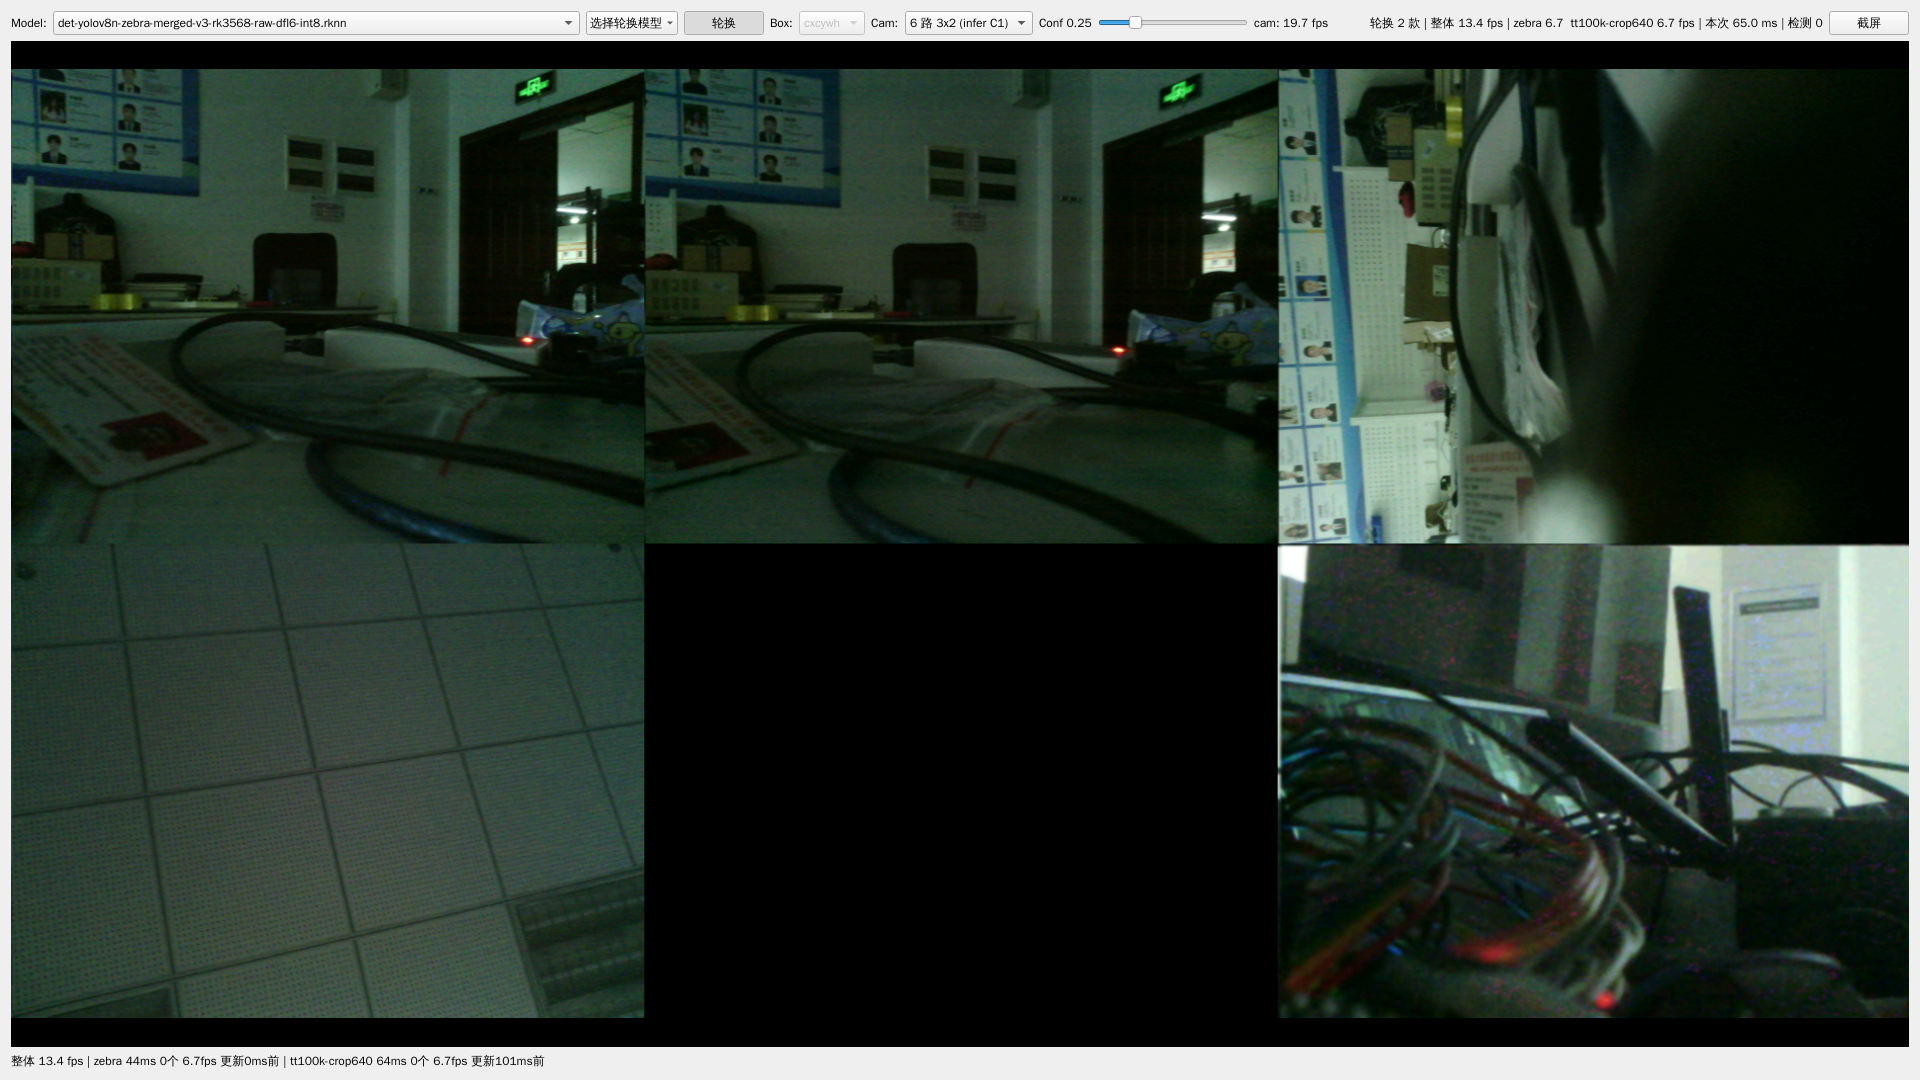 Model: det-yolov8n-zebra-merged-v3-rk3568-raw-dfl6-int8.rknn 选择轮换模型 轮换 Box: cxcywh Cam: 6 路 3x2 (infer C1) Conf 0.25 cam: 19.7 fps 轮换 2 款 | 整体 13.4 fps | zebra 6.7 tt100k-crop640 6.7 fps | 本次 65.0 ms | 检测 0 截屏
整体 13.4 fps | zebra 44ms 0个 6.7fps 更新0ms前 | tt100k-crop640 64ms 0个 6.7fps 更新101ms前